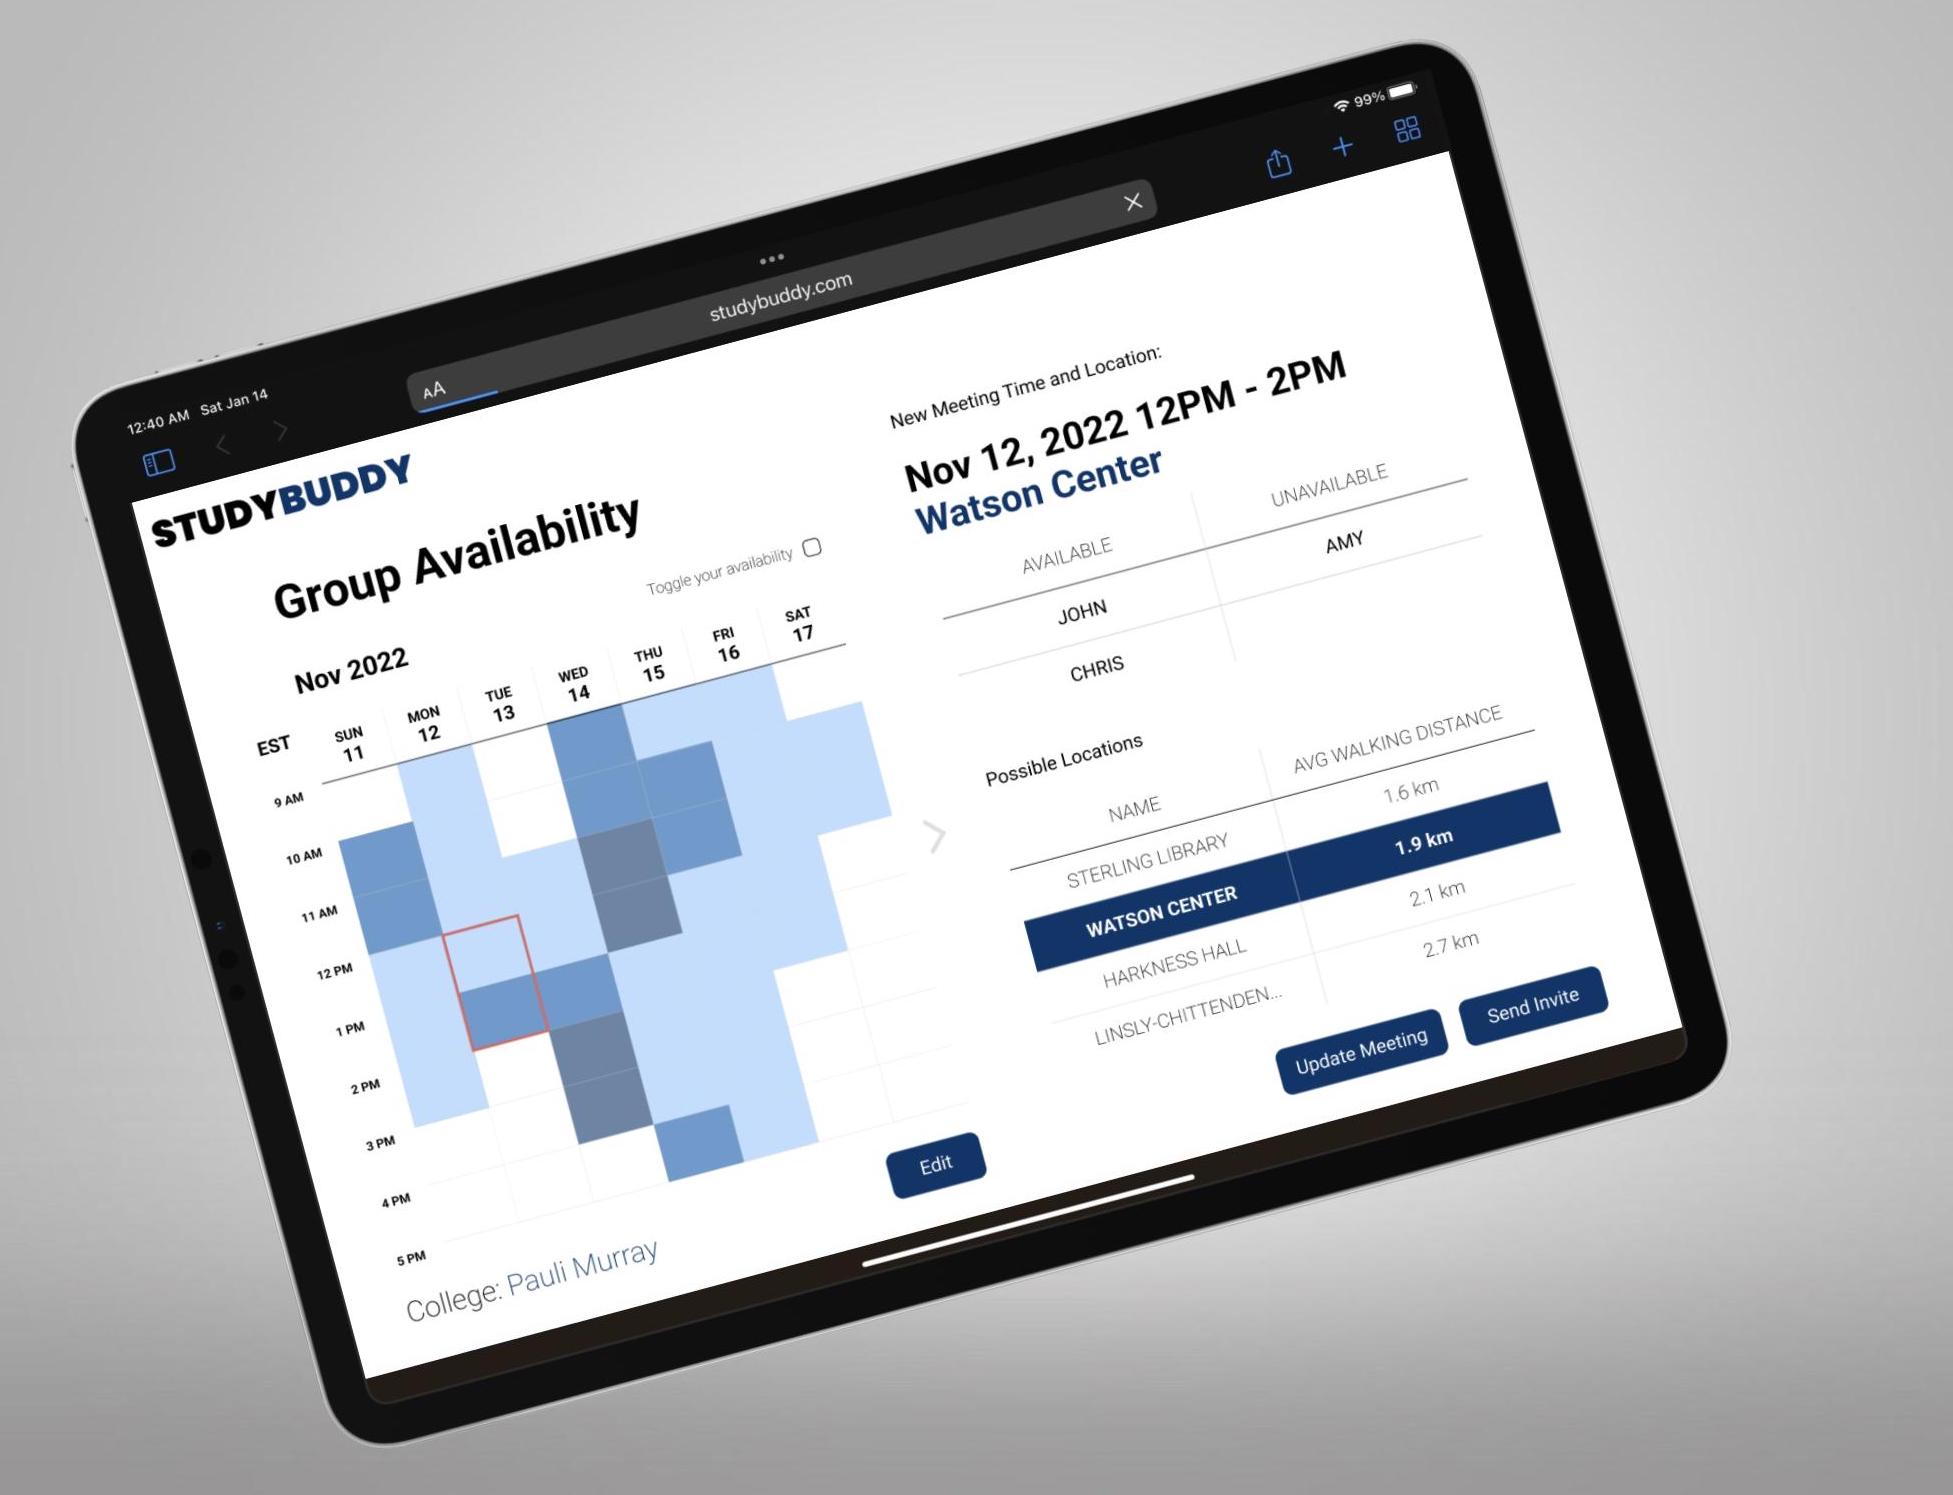 12:40 AM Sat Jan 14
99%
AA
studybuddy.com
STUDYBUDDY
Group Availability
Toggle your availability
Nov 2022
EST
SUN
11
MON
12
TUE
13
WED
14
THU
15
FRI
16
SAT
17
9 AM
10 AM
11 AM
12 PM
1 PM
2 PM
3 PM
4 PM
5 PM
Edit
College: Pauli Murray
New Meeting Time and Location:
Nov 12, 2022 12PM - 2PM
Watson Center
AVAILABLE UNAVAILABLE
JOHN AMY
CHRIS
Possible Locations
NAME AVG WALKING DISTANCE
STERLING LIBRARY 1.6 km
WATSON CENTER 1.9 km
HARKNESS HALL 2.1 km
LINSLY-CHITTENDEN... 2.7 km
Update Meeting Send Invite